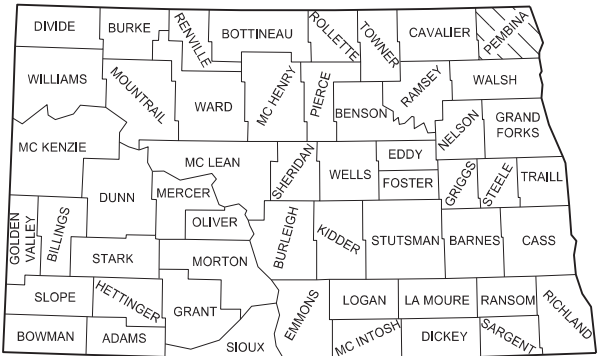 DIVIDE
BURKE
RENVILLE
BOTTINEAU
ROLLETTE
TOWNER
CAVALIER
PEMBINA
WILLIAMS
MOUNTRAIL
WARD
MC HENRY
PIERCE
BENSON
RAMSEY
WALSH
NELSON
GRAND
FORKS
MC KENZIE
MC LEAN
SHERIDAN
WELLS
EDDY
FOSTER
GRIGGS
STEELE
TRAILL
DUNN
MERCER
OLIVER
GOLDEN
VALLEY
BILLINGS
STARK
MORTON
BURLEIGH
KIDDER
STUTSMAN
BARNES
CASS
SLOPE
HETTINGER
GRANT
EMMONS
LOGAN
LA MOURE
RANSOM
RICHLAND
BOWMAN
ADAMS
SIOUX
MC INTOSH
DICKEY
SARGENT